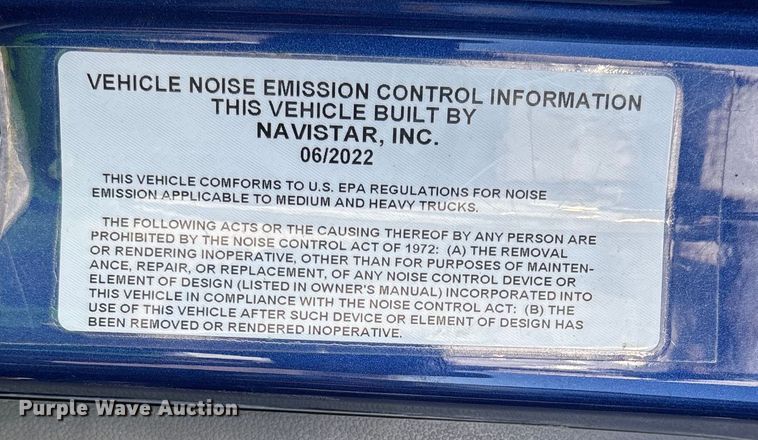 VEHICLE NOISE EMISSION CONTROL INFORMATION
THIS VEHICLE BUILT BY
NAVISTAR, INC.
06/2022
THIS VEHICLE COMFORMS TO U.S. EPA REGULATIONS FOR NOISE
EMISSION APPLICABLE TO MEDIUM AND HEAVY TRUCKS.
THE FOLLOWING ACTS OR THE CAUSING THEREOF BY ANY PERSON ARE
PROHIBITED BY THE NOISE CONTROL ACT OF 1972: (A) THE REMOVAL
OR RENDERING INOPERATIVE, OTHER THAN FOR PURPOSES OF MAINTEN-
ANCE, REPAIR, OR REPLACEMENT, OF ANY NOISE CONTROL DEVICE OR
ELEMENT OF DESIGN (LISTED IN OWNER'S MANUAL) INCORPORATED INTO
THIS VEHICLE IN COMPLIANCE WITH THE NOISE CONTROL ACT: (B) THE
USE OF THIS VEHICLE AFTER SUCH DEVICE OR ELEMENT OF DESIGN HAS
BEEN REMOVED OR RENDERED INOPERATIVE.
Purple Wave Auction